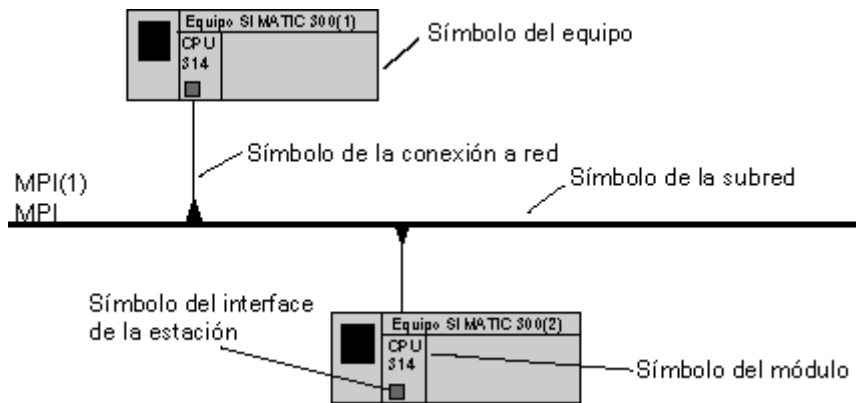 Equipo SIMATIC 300(1)
CPU
314
Símbolo del equipo
Símbolo de la conexión a red
MPI(1)
MPI
Símbolo de la subred
Símbolo del interface
de la estación
Equipo SIMATIC 300(2)
CPU
314
Símbolo del módulo